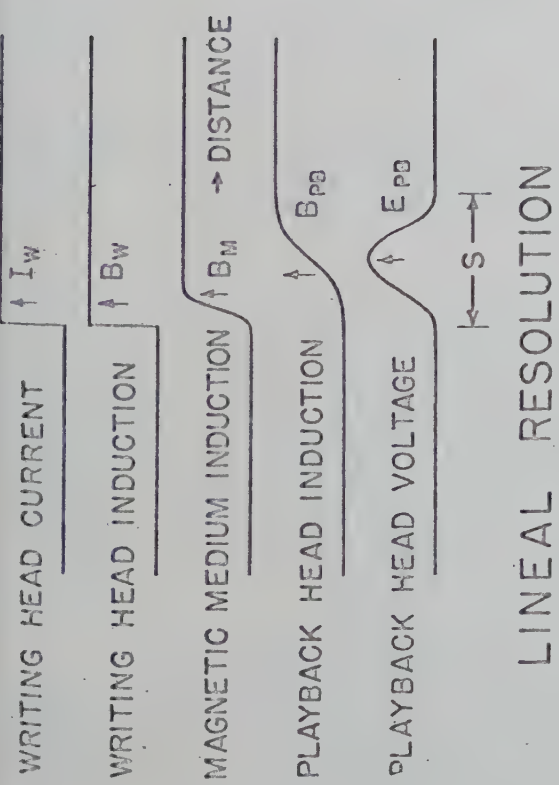 WRITING HEAD CURRENT ↑ IW
WRITING HEAD INDUCTION ↑ BW
MAGNETIC MEDIUM INDUCTION ↑ BM → DISTANCE
PLAYBACK HEAD INDUCTION ↑ BPB
PLAYBACK HEAD VOLTAGE ↑ EPB
←S→
LINEAL RESOLUTION